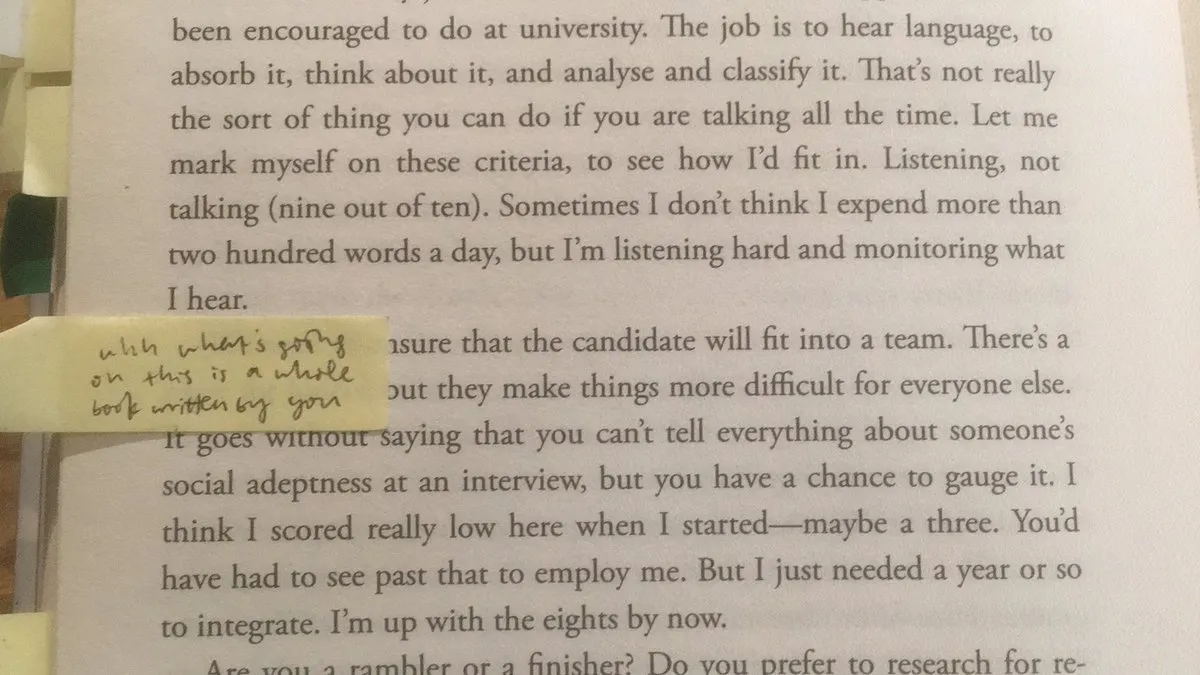 been encouraged to do at university. The job is to hear language, to
absorb it, think about it, and analyse and classify it. That's not really
the sort of thing you can do if you are talking all the time. Let me
mark myself on these criteria, to see how I'd fit in. Listening, not
talking (nine out of ten). Sometimes I don't think I expend more than
two hundred words a day, but I'm listening hard and monitoring what
I hear.
uhh what's going
on this is a whole
book written by you
nsure that the candidate will fit into a team. There's a
out they make things more difficult for everyone else.
It goes without saying that you can't tell everything about someone's
social adeptness at an interview, but you have a chance to gauge it. I
think I scored really low here when I started—maybe a three. You'd
have had to see past that to employ me. But I just needed a year or so
to integrate. I'm up with the eights by now.
Are you a rambler or a finisher? Do you prefer to research for re-